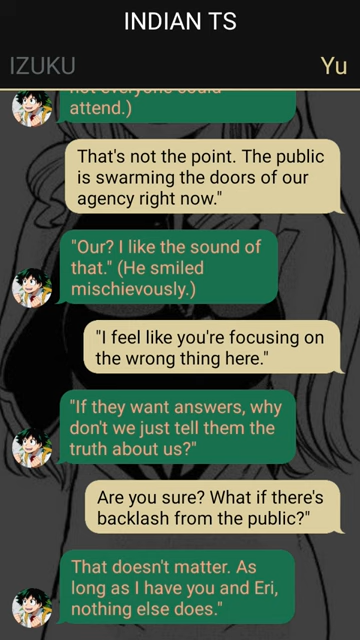 INDIAN TS
IZUKU
Yu
not everyone could
attend.)
That's not the point. The public
is swarming the doors of our
agency right now."
"Our? I like the sound of
that." (He smiled
mischievously.)
"I feel like you're focusing on
the wrong thing here."
"If they want answers, why
don't we just tell them the
truth about us?"
Are you sure? What if there's
backlash from the public?"
That doesn't matter. As
long as I have you and Eri,
nothing else does."